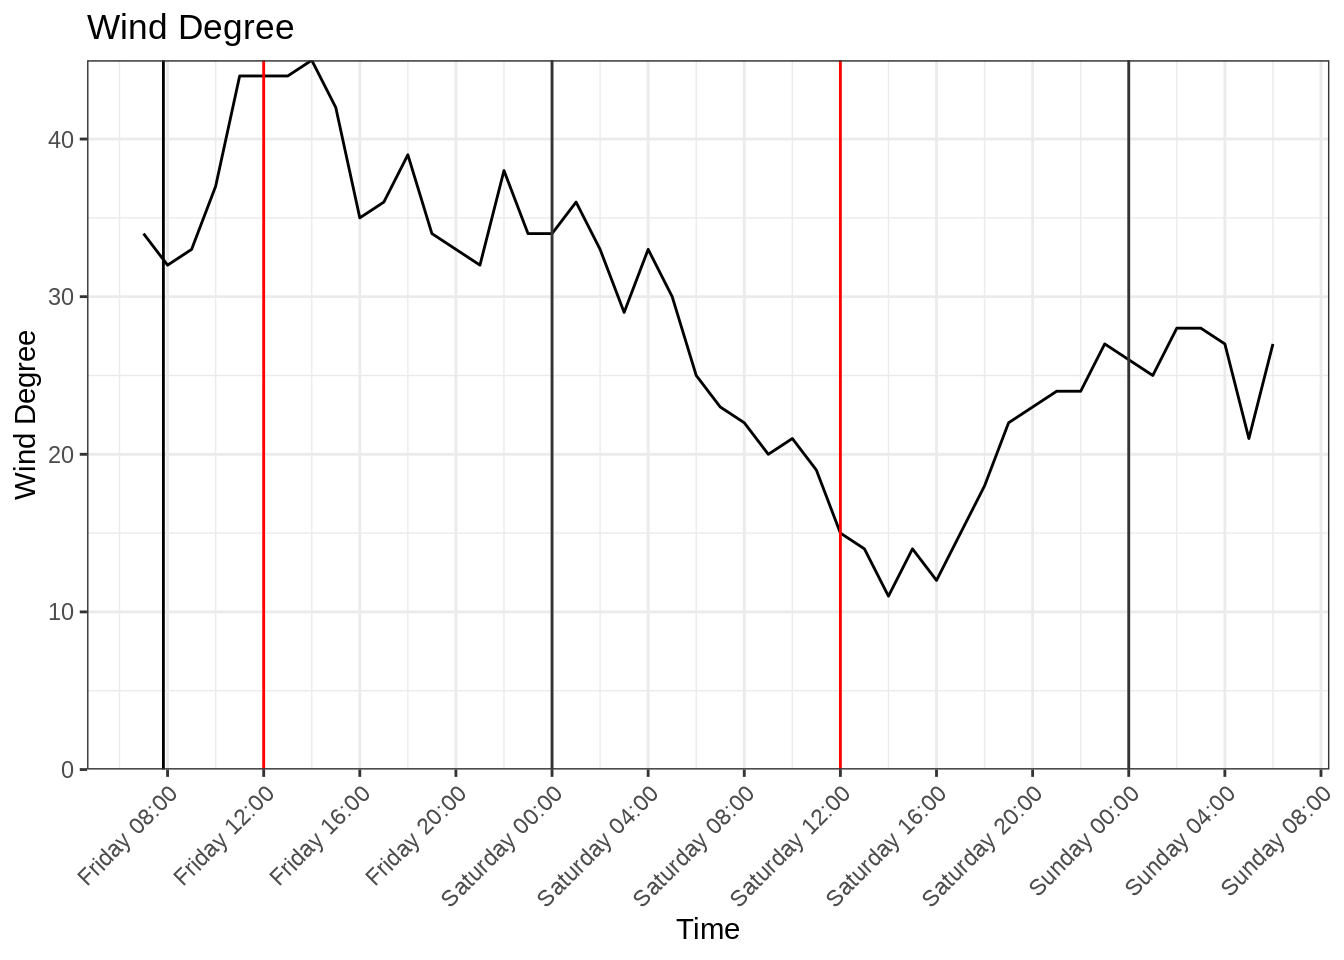 Wind Degree
Wind Degree
40
30
20
10
0
Friday 08:00
Friday 12:00
Friday 16:00
Friday 20:00
Saturday 00:00
Saturday 04:00
Saturday 08:00
Saturday 12:00
Saturday 16:00
Saturday 20:00
Sunday 00:00
Sunday 04:00
Sunday 08:00
Time